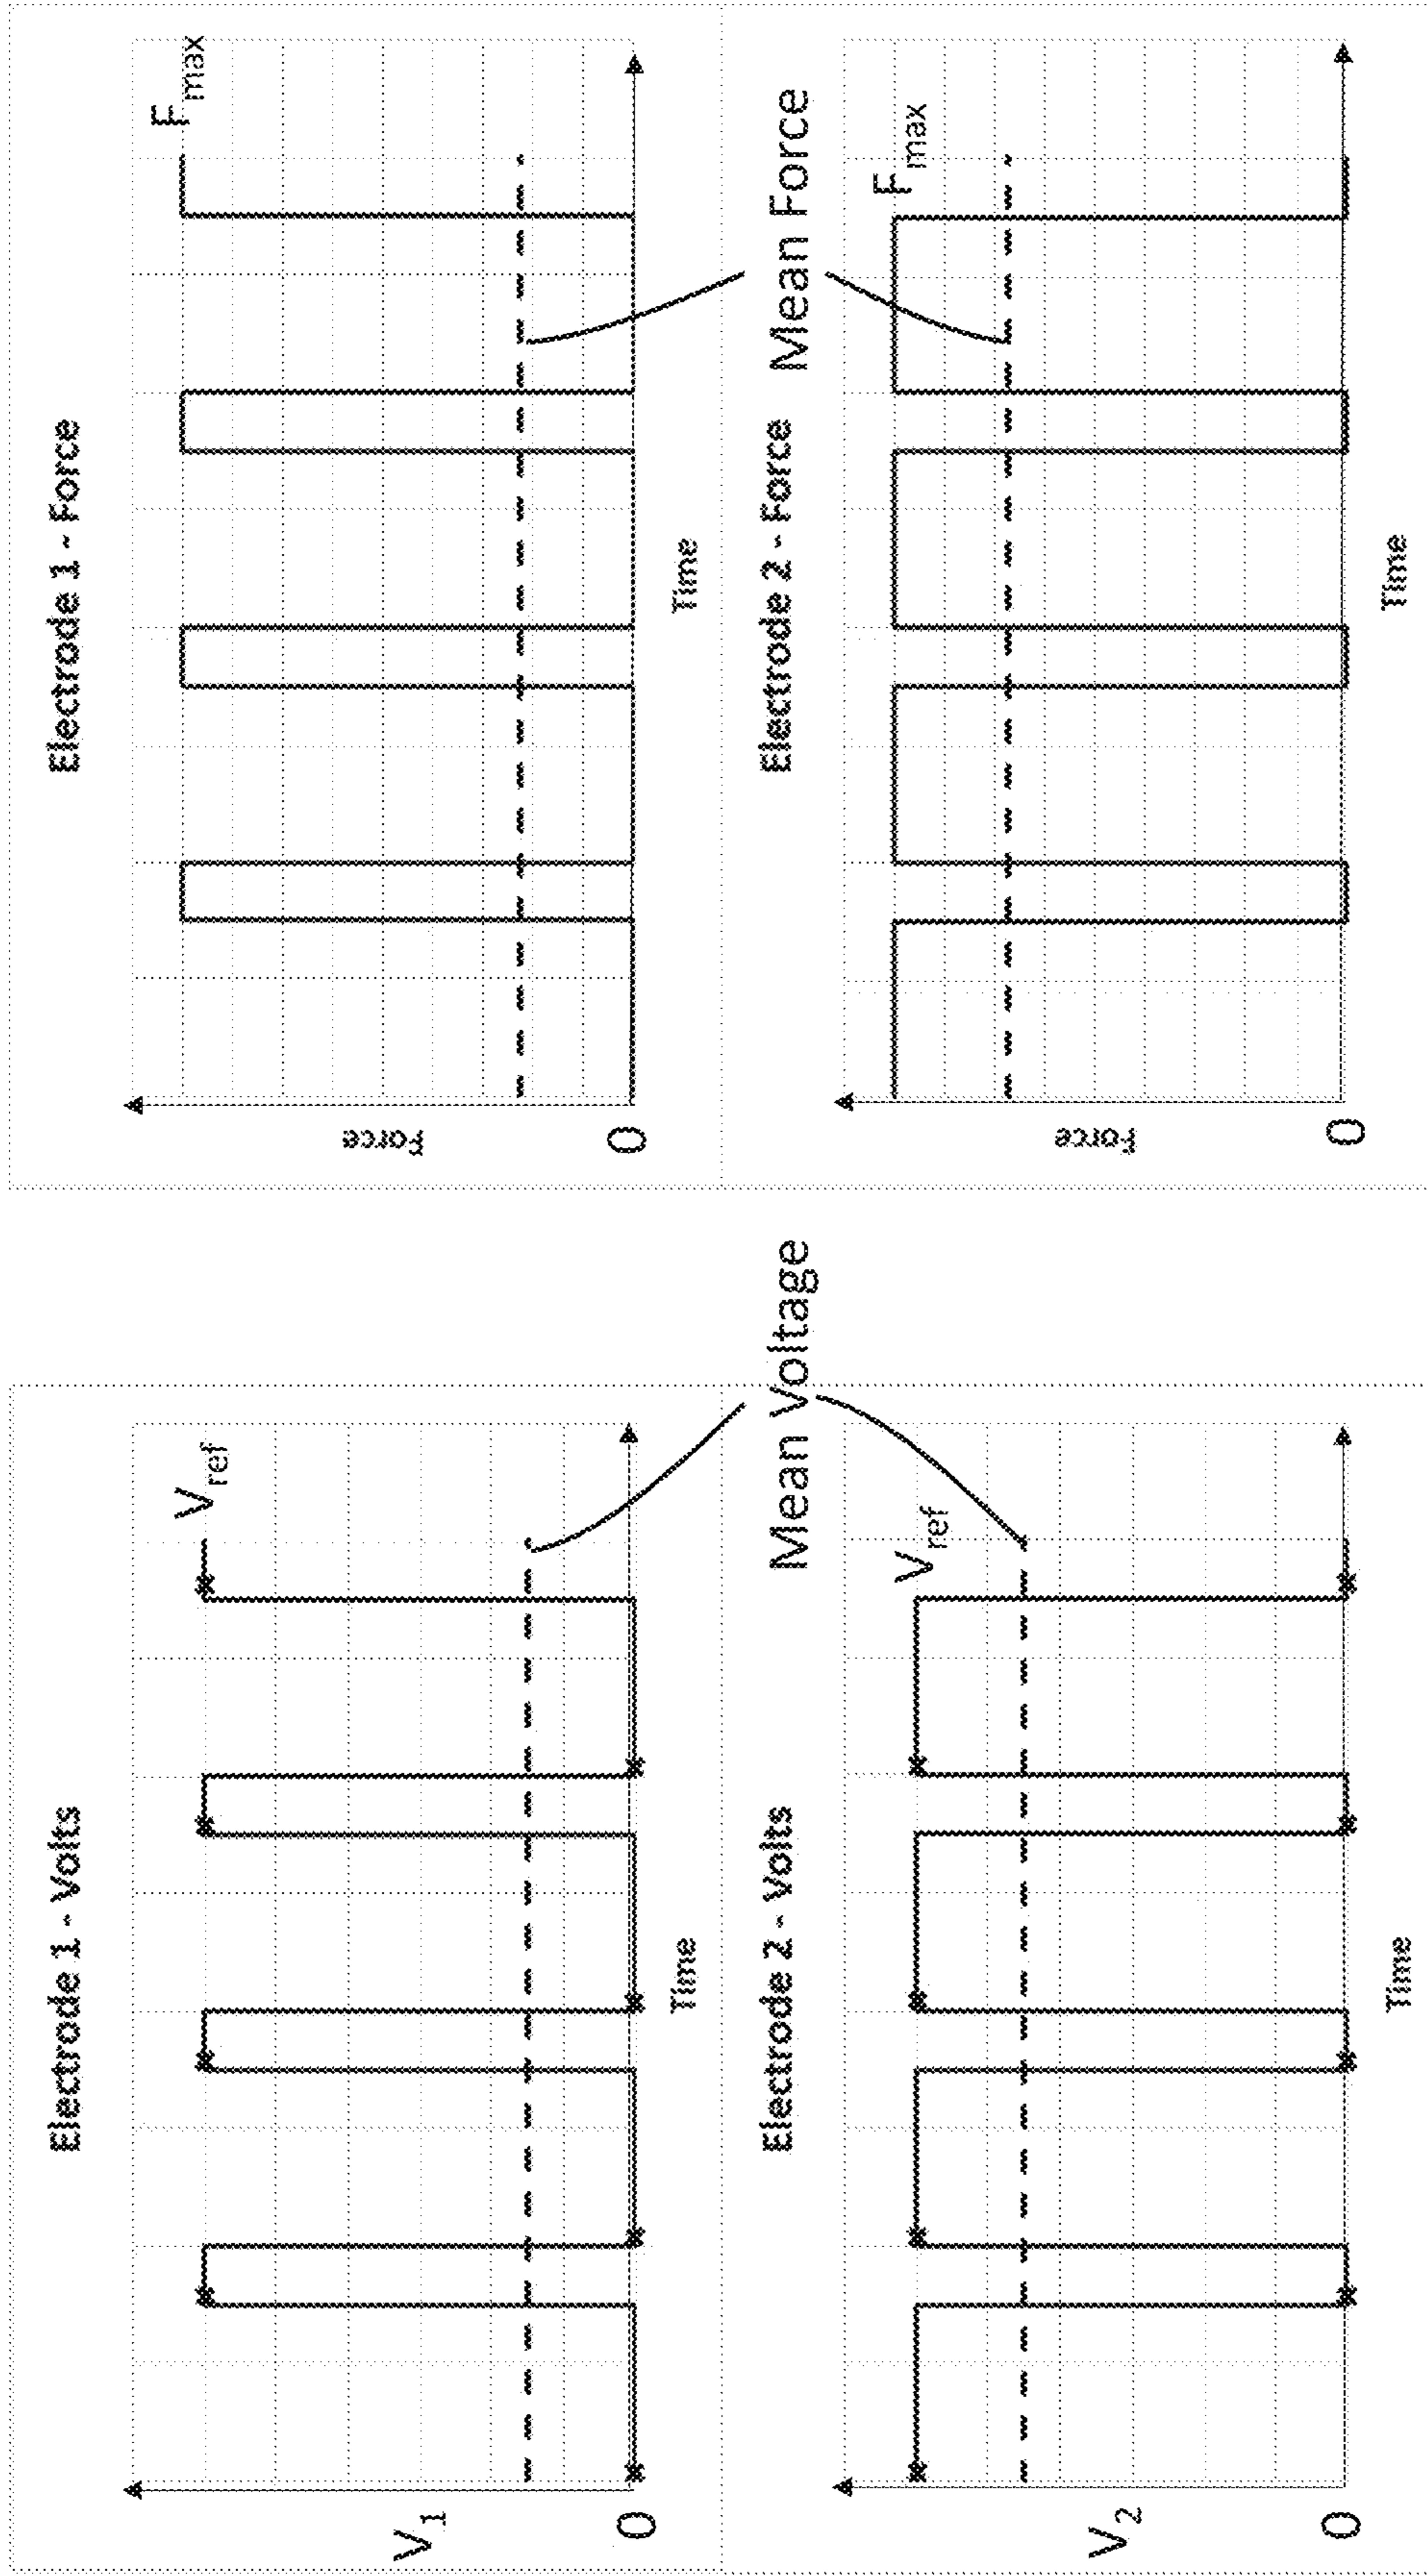 Electrode 1 - Volts
V1
Vref
0
Time
Mean Voltage
Electrode 2 - Volts
V2
Vref
0
Time
Electrode 1 - Force
Force
Fmax
0
Time
Mean Force
Electrode 2 - Force
Force
Fmax
0
Time